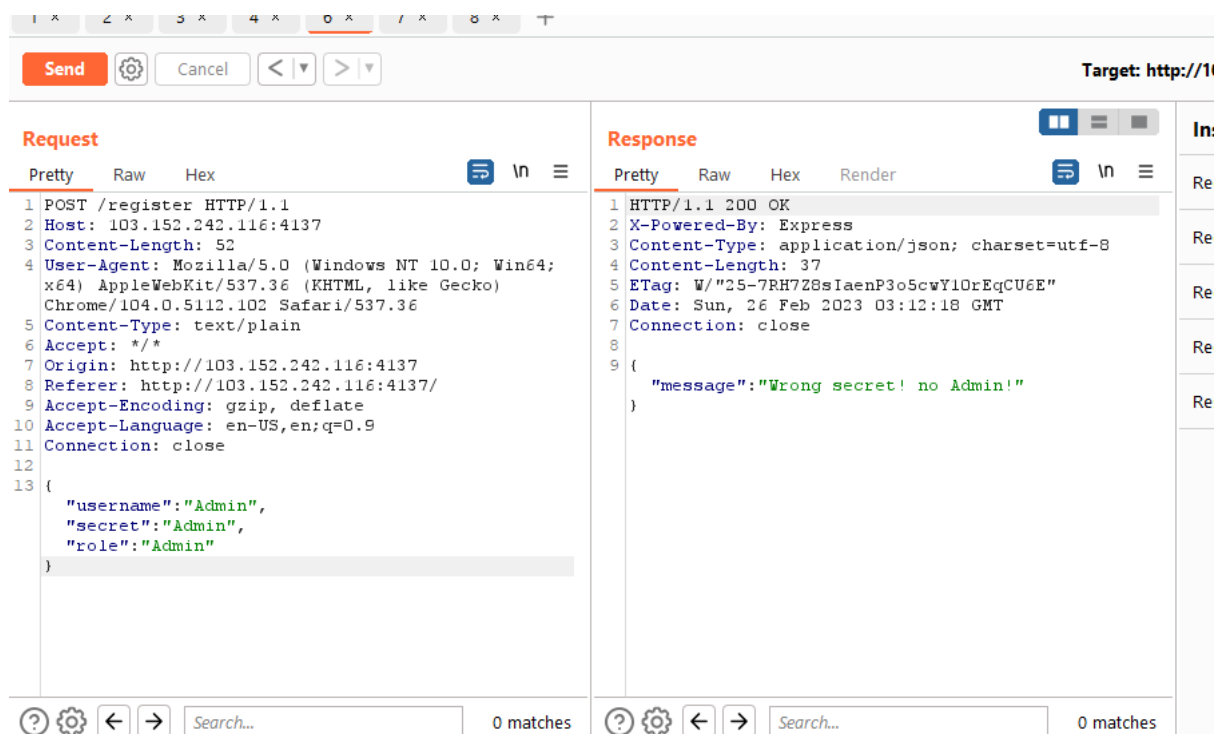 1 × 2 × 3 × 4 × 6 × 7 × 8 × +
Send Cancel < | ▾ > | ▾ Target: http://10
Request
Pretty Raw Hex \n ≡
1 POST /register HTTP/1.1
2 Host: 103.152.242.116:4137
3 Content-Length: 52
4 User-Agent: Mozilla/5.0 (Windows NT 10.0; Win64;
x64) AppleWebKit/537.36 (KHTML, like Gecko)
Chrome/104.0.5112.102 Safari/537.36
5 Content-Type: text/plain
6 Accept: */*
7 Origin: http://103.152.242.116:4137
8 Referer: http://103.152.242.116:4137/
9 Accept-Encoding: gzip, deflate
10 Accept-Language: en-US,en;q=0.9
11 Connection: close
12
13 {
"username":"Admin",
"secret":"Admin",
"role":"Admin"
}
Search... 0 matches
Response
Pretty Raw Hex Render \n ≡
1 HTTP/1.1 200 OK
2 X-Powered-By: Express
3 Content-Type: application/json; charset=utf-8
4 Content-Length: 37
5 ETag: W/"25-7RH7Z8sIaenP3o5cwY1OrEqCU6E"
6 Date: Sun, 26 Feb 2023 03:12:18 GMT
7 Connection: close
8
9 {
"message":"Wrong secret! no Admin!"
}
Search... 0 matches
Ins
Re
Re
Re
Re
Re